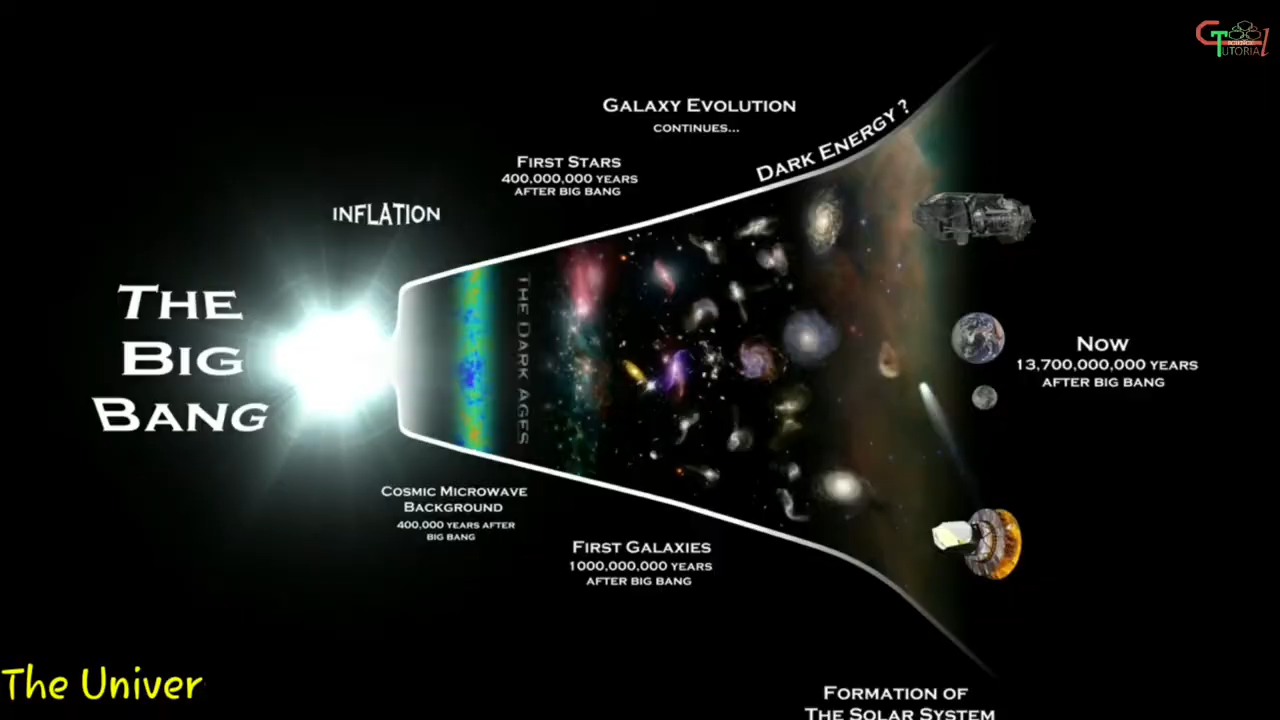 GTUTORIAL
SCIENCE
GALAXY EVOLUTION
CONTINUES...
DARK ENERGY ?
FIRST STARS
400,000,000 YEARS
AFTER BIG BANG
INFLATION
THE
BIG
BANG
THE DARK AGES
NOW
13,700,000,000 YEARS
AFTER BIG BANG
COSMIC MICROWAVE
BACKGROUND
400,000 YEARS AFTER
BIG BANG
FIRST GALAXIES
1000,000,000 YEARS
AFTER BIG BANG
The Univer
FORMATION OF
THE SOLAR SYSTEM